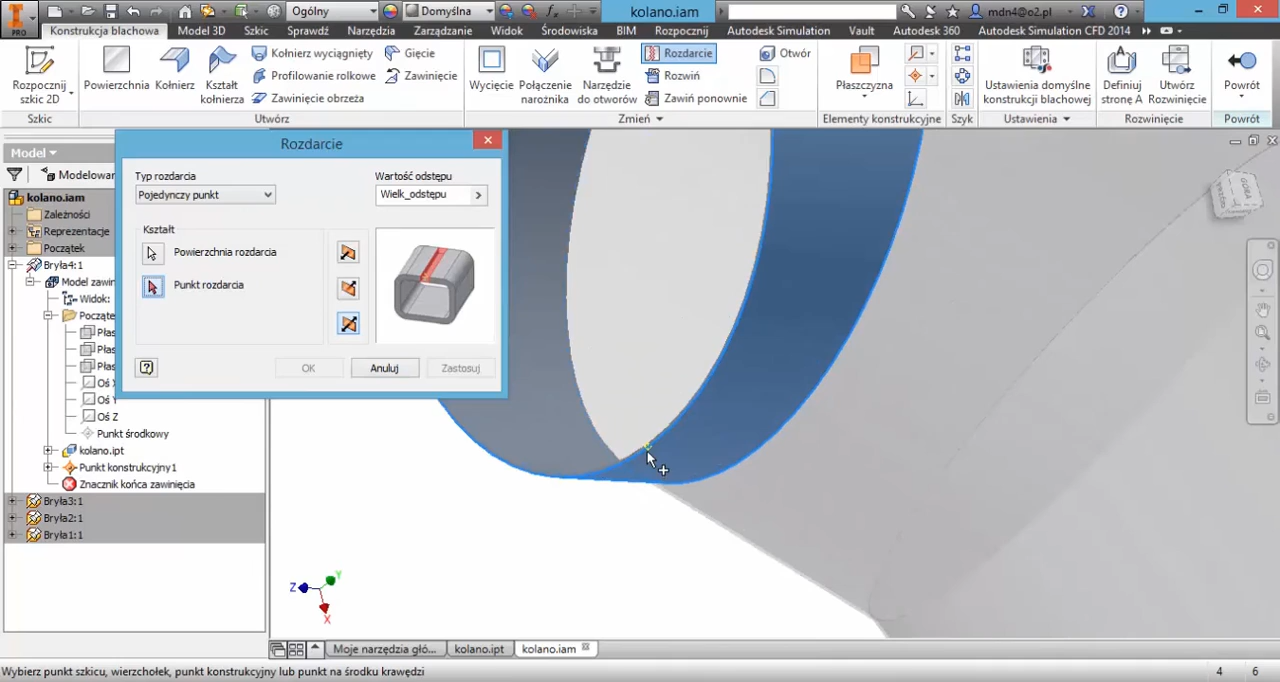 PRO
Ogólny
Domyślna
kolano.iam
mdn4@o2.pl
Konstrukcja blachowa Model 3D Szkic Sprawdź Narzędzia Zarządzanie Widok Środowiska BIM Rozpocznij Autodesk Simulation Vault Autodesk 360 Autodesk Simulation CFD 2014
Rozpocznij szkic 2D
Powierzchnia
Kołnierz
Kształt kołnierza
Kołnierz wyciągnięty
Profilowanie rolkowe
Zawinięcie obrzeża
Gięcie
Zawinięcie
Wycięcie
Połączenie narożnika
Narzędzie do otworów
Rozdarcie
Rozwiń
Zawiń ponownie
Otwór
Płaszczyzna
Ustawienia domyślne konstrukcji blachowej
Definiuj stronę A
Utwórz Rozwinięcie
Powrót
Szkic
Utwórz
Zmień
Elementy konstrukcyjne
Szyk
Ustawienia
Rozwinięcie
Powrót
Model
Modelowar
kolano.iam
Zależności
Reprezentacje
Początek
Bryła4:1
Model zawin
Widok:
Począte
Płas
Płas
Płas
Oś X
Oś Y
Oś Z
Punkt środkowy
kolano.ipt
Punkt konstrukcyjny1
Znacznik końca zawinięcia
Bryła3:1
Bryła2:1
Bryła1:1
Rozdarcie
Typ rozdarcia
Pojedynczy punkt
Wartość odstępu
Wielk_odstępu
Kształt
Powierzchnia rozdarcia
Punkt rozdarcia
OK
Anuluj
Zastosuj
GÓRA
Z
Y
X
Moje narzędzia głó...
kolano.ipt
kolano.iam
Wybierz punkt szkicu, wierzchołek, punkt konstrukcyjny lub punkt na środku krawędzi
4 6